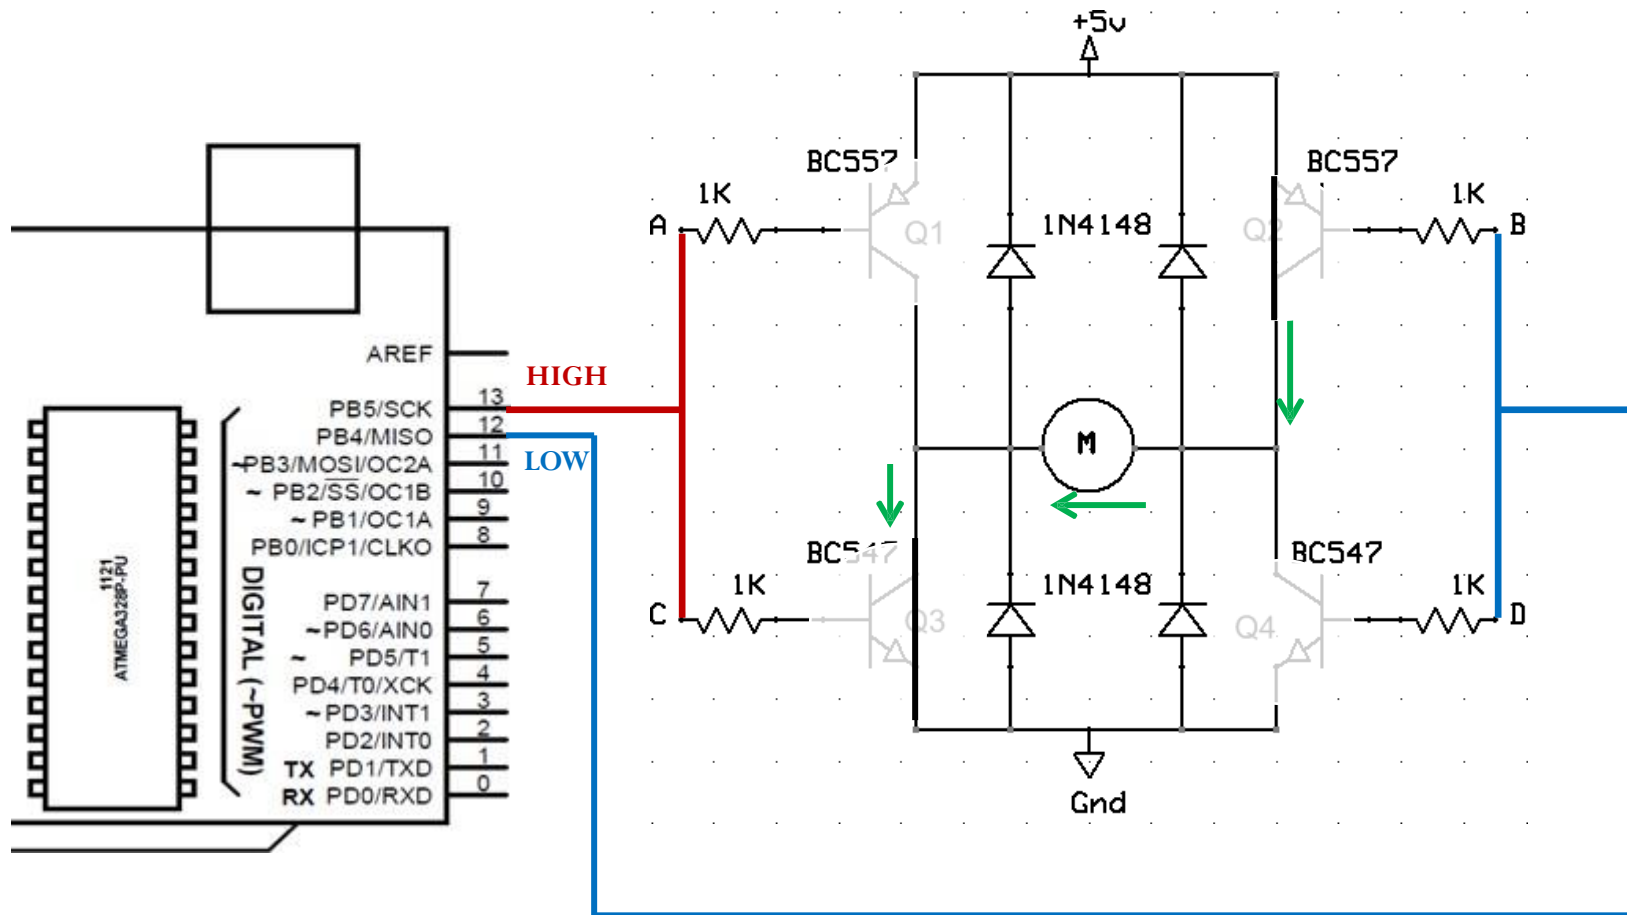 +5v
BC557
BC557
1K
1K
A
Q1
1N4148
Q2
B
AREF
HIGH
PB5/SCK 13
PB4/MISO 12
LOW
~PB3/MOSI/OC2A 11
~ PB2/SS/OC1B 10
~ PB1/OC1A 9
PB0/ICP1/CLKO 8
M
BC547
BC547
1121
ATMEGA328P-PU
DIGITAL (~PWM)
PD7/AIN1 7
~PD6/AIN0 6
~ PD5/T1 5
PD4/T0/XCK 4
~PD3/INT1 3
PD2/INT0 2
TX PD1/TXD 1
RX PD0/RXD 0
1K
1N4148
1K
C
Q3
Q4
D
Gnd